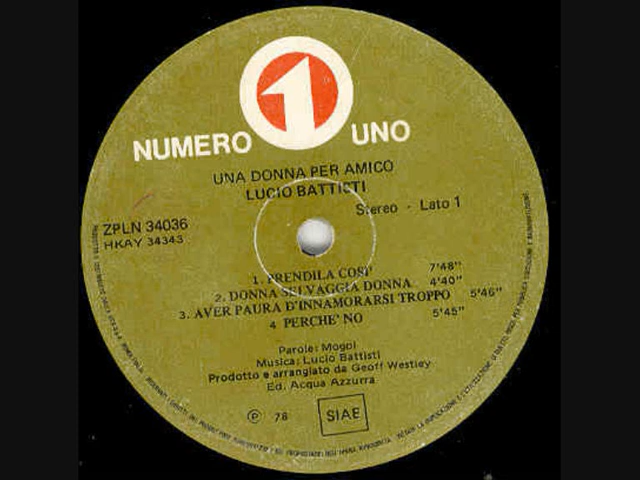 1
NUMERO UNO
UNA DONNA PER AMICO
LUCIO BATTISTI
Stereo - Lato 1
ZPLN 34036
HKAY 34343
1. PRENDILA COSI' 7'48"
2. DONNA SELVAGGIA DONNA 4'40"
3. AVER PAURA D'INNAMORARSI TROPPO 5'46"
4 PERCHE' NO 5'45"
Parole: Mogol
Musica: Lucio Battisti
Prodotto e arrangiato da Geoff Westley
Ed. Acqua Azzurra
P 78 SIAE